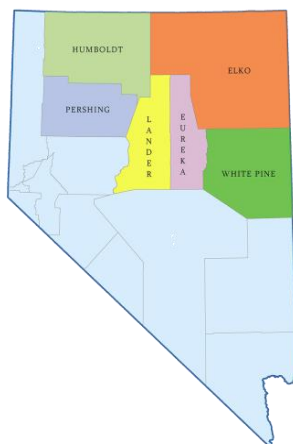 HUMBOLDT
ELKO
PERSHING
LANDER
EUREKA
WHITE PINE